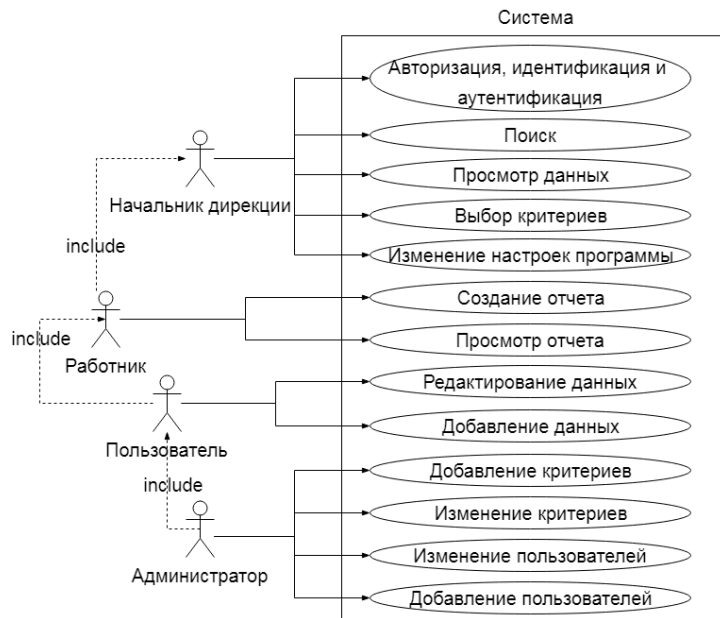 Система
Авторизация, идентификация и
аутентификация
Поиск
Просмотр данных
Начальник дирекции
Выбор критериев
include
Изменение настроек программы
Создание отчета
include
Просмотр отчета
Работник
Редактирование данных
Добавление данных
Пользователь
Добавление критериев
include
Изменение критериев
Изменение пользователей
Администратор
Добавление пользователей